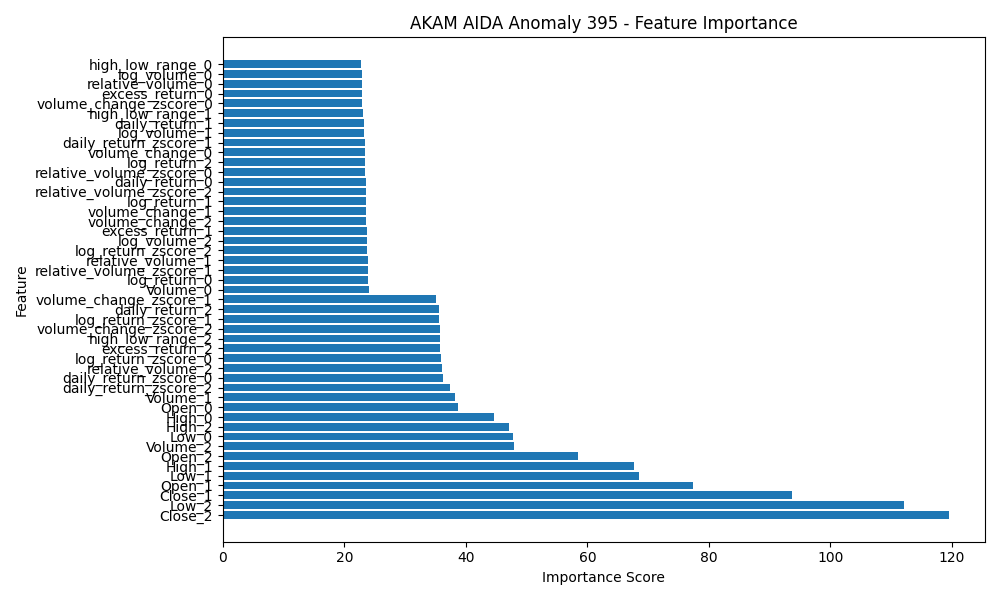 AKAM AIDA Anomaly 395 - Feature Importance
high_low_range_0
log_volume_0
relative_volume_0
excess_return_0
volume_change_zscore_0
high_low_range_1
daily_return_1
log_volume_1
daily_return_zscore_1
volume_change_0
log_return_2
relative_volume_zscore_0
daily_return_0
relative_volume_zscore_2
log_return_1
volume_change_1
volume_change_2
excess_return_1
log_volume_2
log_return_zscore_2
relative_volume_1
relative_volume_zscore_1
log_return_0
Volume_0
volume_change_zscore_1
daily_return_2
log_return_zscore_1
volume_change_zscore_2
high_low_range_2
excess_return_2
log_return_zscore_0
relative_volume_2
daily_return_zscore_0
daily_return_zscore_2
Volume_1
Open_0
High_0
High_2
Low_0
Volume_2
Open_2
High_1
Low_1
Open_1
Close_1
Low_2
Close_2
Feature
0 20 40 60 80 100 120
Importance Score